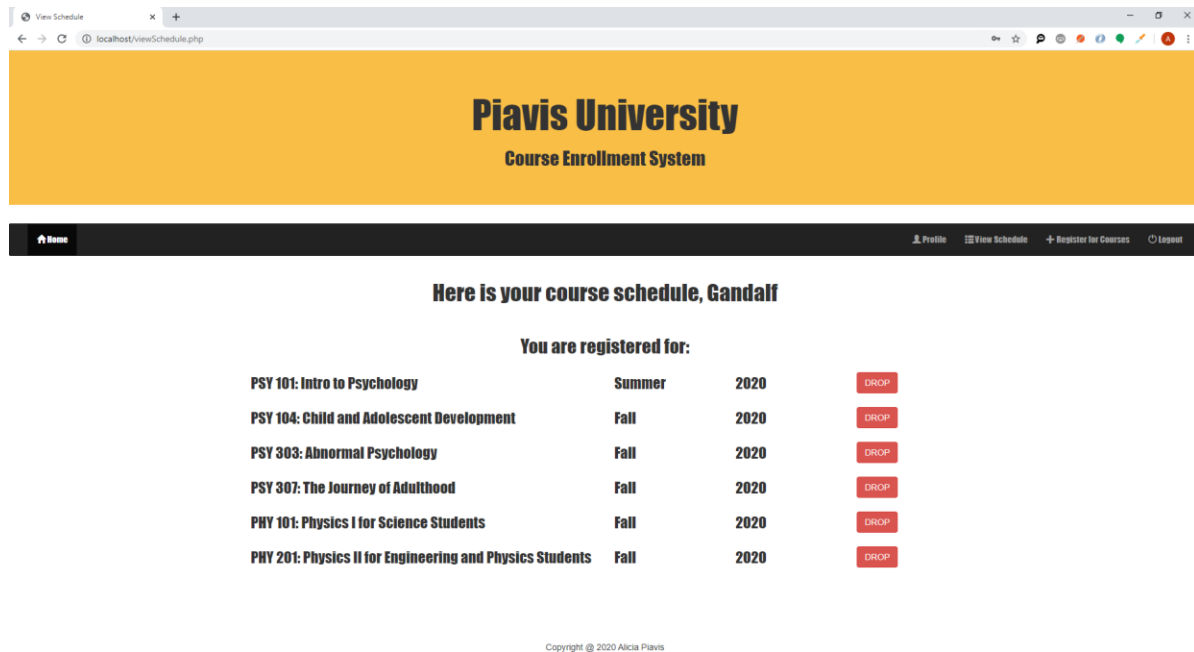 View Schedule
localhost/viewSchedule.php
A
Piavis University
Course Enrollment System
Home Profile View Schedule Register for Courses Logout
Here is your course schedule, Gandalf
You are registered for:
PSY 101: Intro to Psychology Summer 2020 DROP
PSY 104: Child and Adolescent Development Fall 2020 DROP
PSY 303: Abnormal Psychology Fall 2020 DROP
PSY 307: The Journey of Adulthood Fall 2020 DROP
PHY 101: Physics I for Science Students Fall 2020 DROP
PHY 201: Physics II for Engineering and Physics Students Fall 2020 DROP
Copyright @ 2020 Alicia Piavis